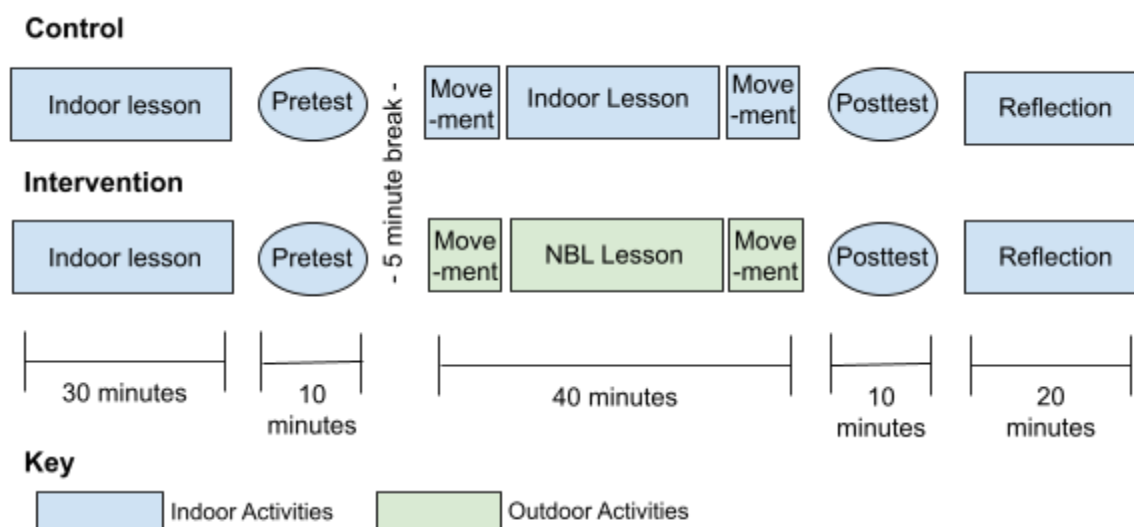 Control
Indoor lesson
Pretest
- 5 minute break -
Move
-ment
Indoor Lesson
Move
-ment
Posttest
Reflection
Intervention
Indoor lesson
Pretest
Move
-ment
NBL Lesson
Move
-ment
Posttest
Reflection
30 minutes
10
minutes
40 minutes
10
minutes
20
minutes
Key
Indoor Activities
Outdoor Activities